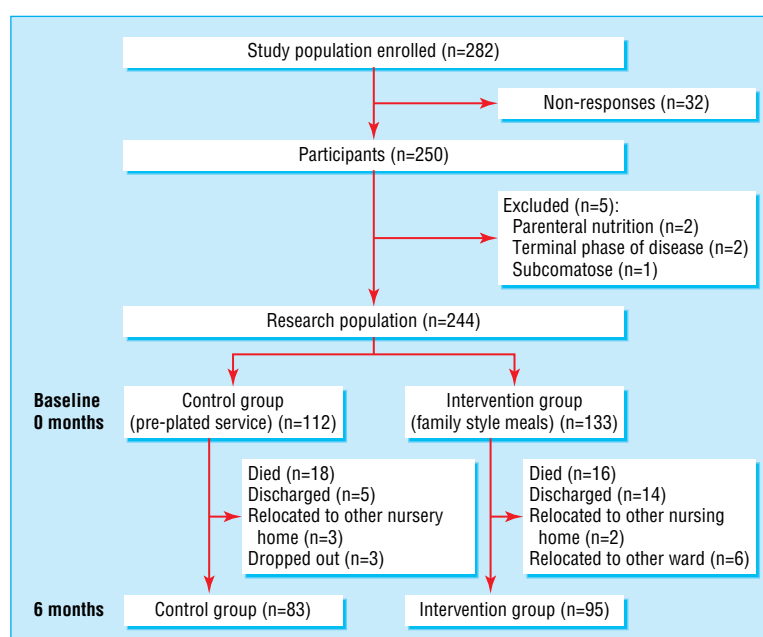 Study population enrolled (n=282)
Non-responses (n=32)
Participants (n=250)
Excluded (n=5):
Parenteral nutrition (n=2)
Terminal phase of disease (n=2)
Subcomatose (n=1)
Research population (n=244)
Baseline
0 months
Control group
(pre-plated service) (n=112)
Intervention group
(family style meals) (n=133)
Died (n=18)
Discharged (n=5)
Relocated to other nursery
home (n=3)
Dropped out (n=3)
Died (n=16)
Discharged (n=14)
Relocated to other nursing
home (n=2)
Relocated to other ward (n=6)
6 months
Control group (n=83)
Intervention group (n=95)